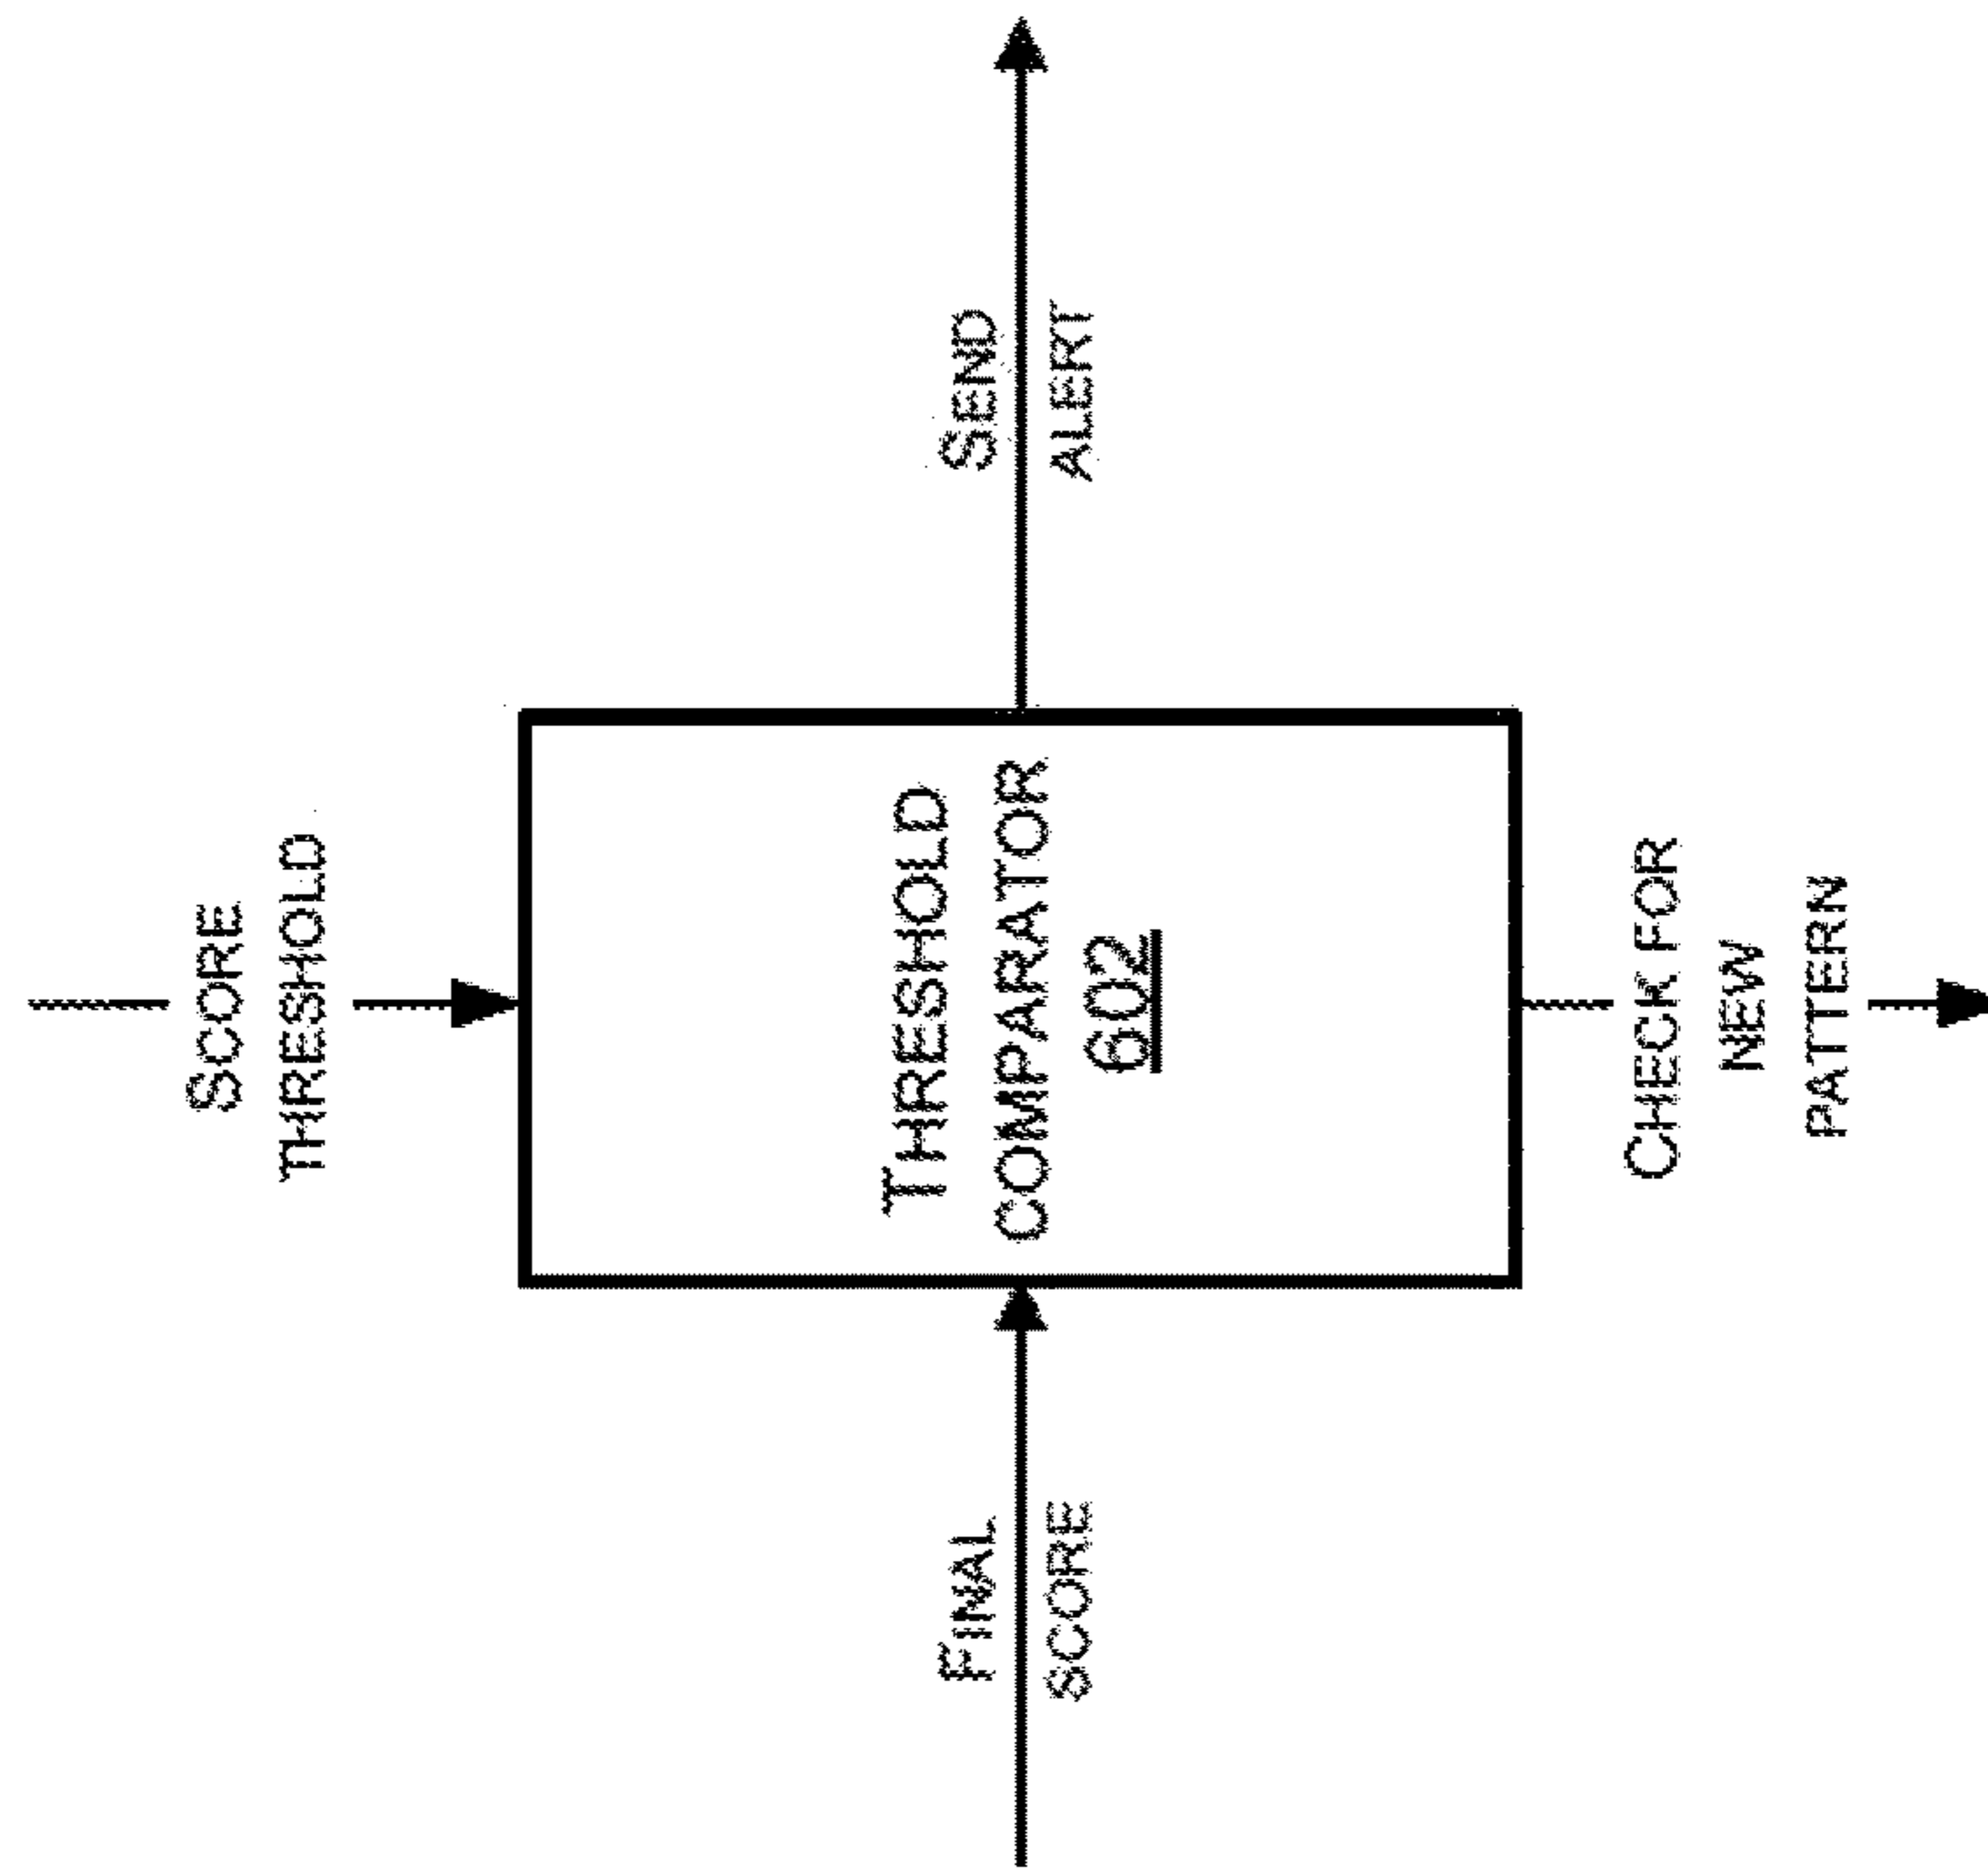 SCORE
THRESHOLD
FINAL
SCORE
THRESHOLD
COMPARATOR
602
SEND
ALERT
CHECK FOR
NEW
PATTERN